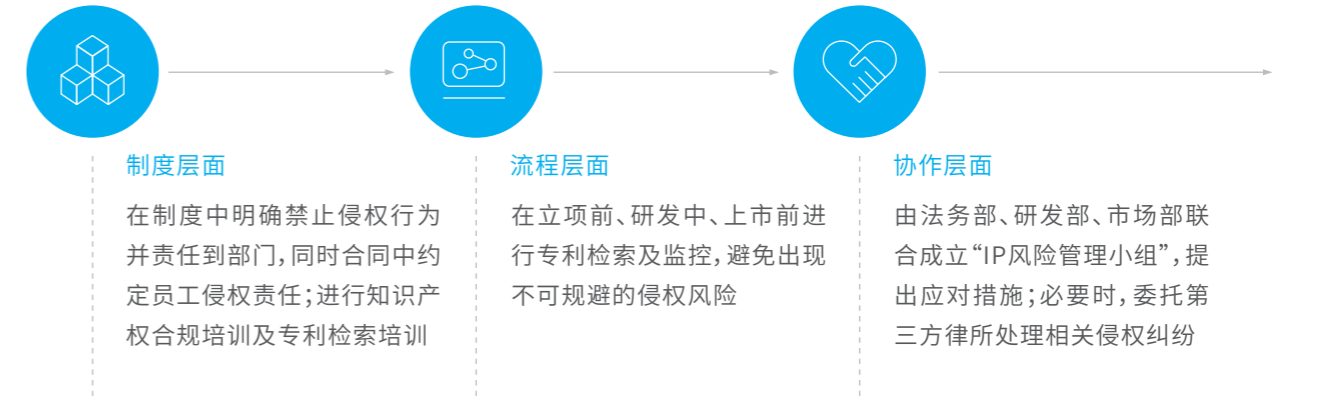 制度层面
在制度中明确禁止侵权行为
并责任到部门，同时合同中约
定员工侵权责任；进行知识产
权合规培训及专利检索培训
流程层面
在立项前、研发中、上市前进
行专利检索及监控，避免出现
不可规避的侵权风险
协作层面
由法务部、研发部、市场部联
合成立“IP风险管理小组”，提
出应对措施；必要时，委托第
三方律所处理相关侵权纠纷